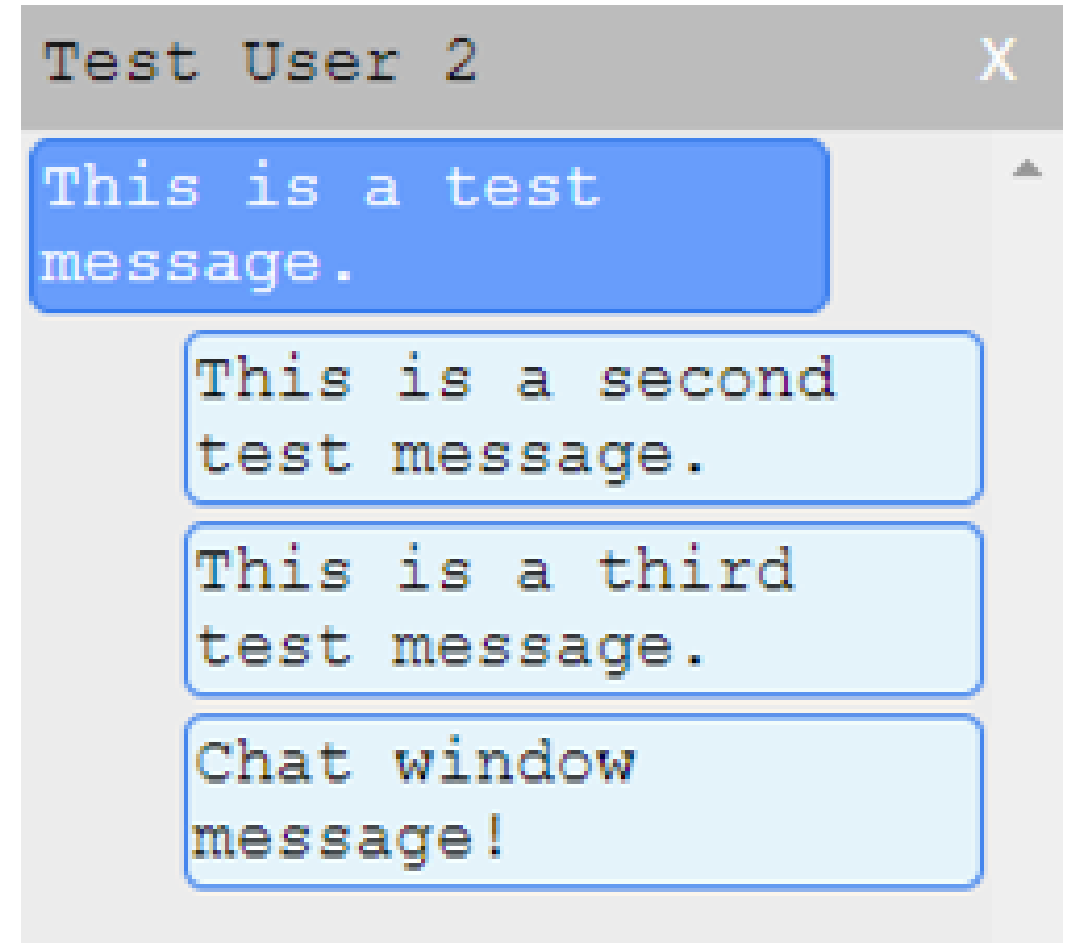 Test User 2 X
This is a test
message.
This is a second
test message.
This is a third
test message.
Chat window
message!